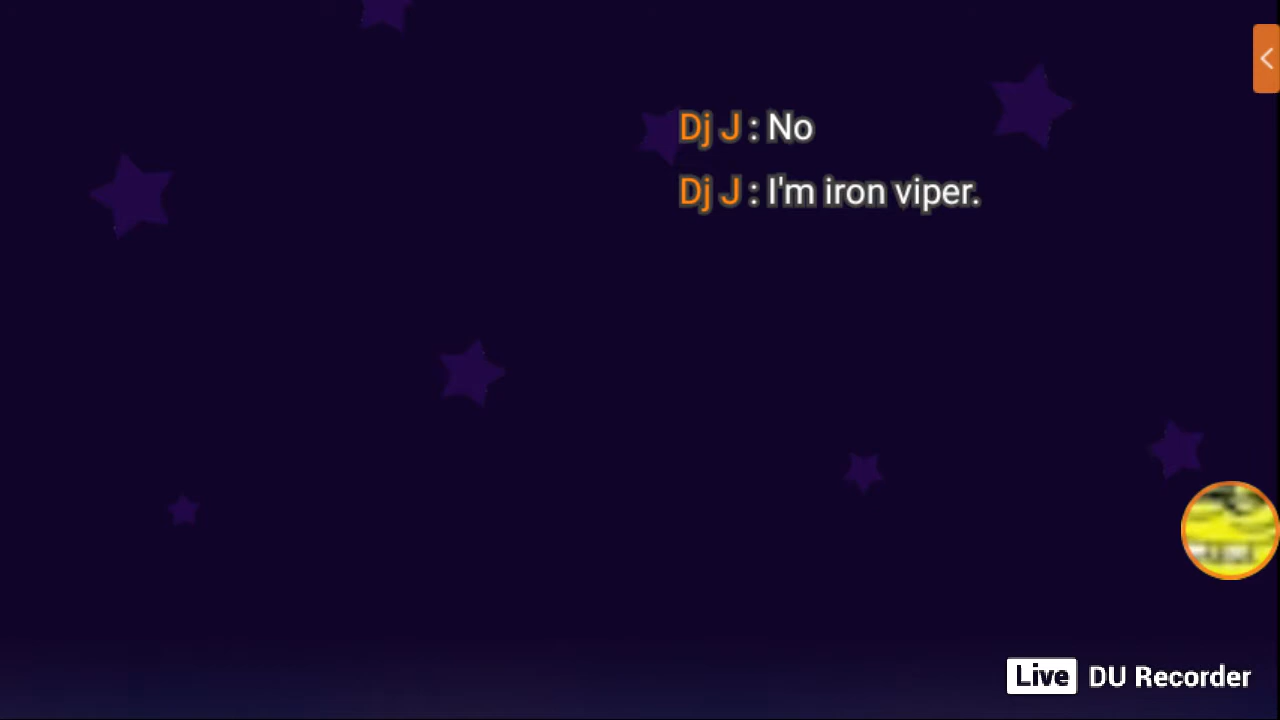 Dj J : No
Dj J : I'm iron viper.
Live DU Recorder